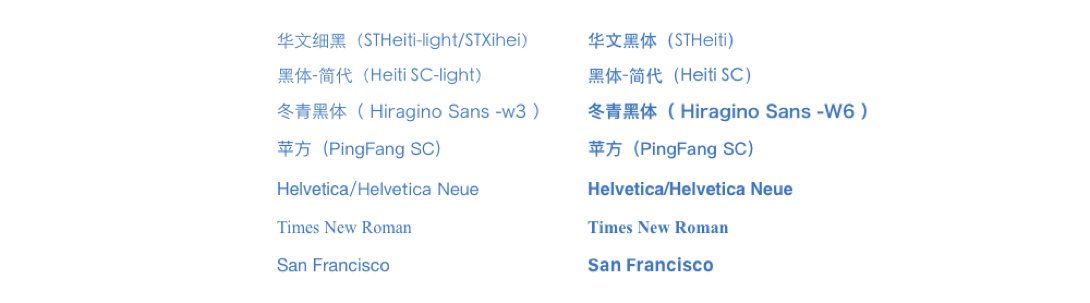 华文细黑（STHeiti-light/STXihei） 华文黑体（STHeiti)
黑体-简代（Heiti SC-light） 黑体-简代（Heiti SC）
冬青黑体（ Hiragino Sans -w3 ） 冬青黑体（ Hiragino Sans -W6 ）
苹方（PingFang SC） 苹方（PingFang SC）
Helvetica/Helvetica Neue Helvetica/Helvetica Neue
Times New Roman Times New Roman
San Francisco San Francisco